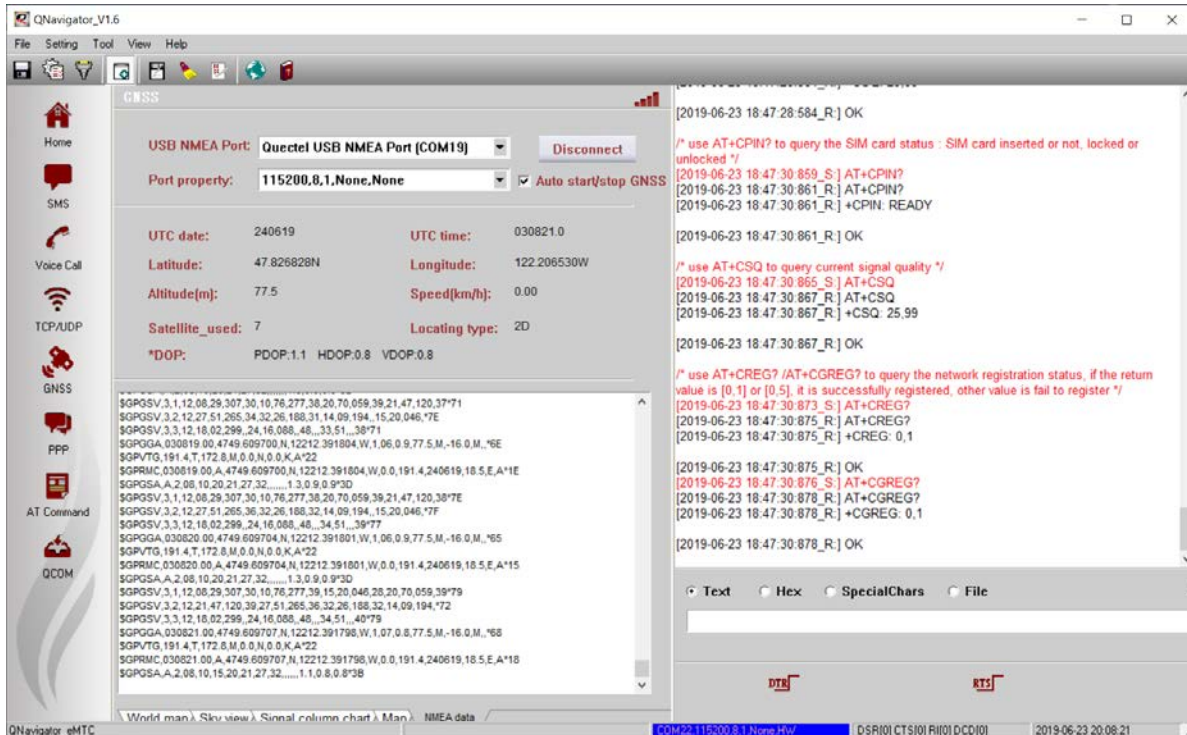 QNavigator_V1.6
File Setting Tool View Help
Home
SMS
Voice Call
TCP/UDP
GNSS
PPP
AT Command
QCOM
GNSS
USB NMEA Port: Quectel USB NMEA Port (COM19) Disconnect
Port property: 115200,8,1,None,None Auto start/stop GNSS
UTC date: 240619 UTC time: 030821.0
Latitude: 47.826828N Longitude: 122.206530W
Altitude(m): 77.5 Speed(km/h): 0.00
Satellite_used: 7 Locating type: 2D
*DOP: PDOP:1.1 HDOP:0.8 VDOP:0.8
$GPGSV,3,1,12,08,29,307,30,10,76,277,38,20,70,059,39,21,47,120,37*71
$GPGSV,3,2,12,27,51,265,34,32,26,188,31,14,09,194,,15,20,046,*7E
$GPGSV,3,3,12,18,02,299,,24,16,088,,48,,,33,51,,,38*71
$GPGGA,030819.00,4749.609700,N,12212.391804,W,1,06,0.9,77.5,M,-16.0,M,,*6E
$GPVTG,191.4,T,172.8,M,0.0,N,0.0,K,A*22
$GPRMC,030819.00,A,4749.609700,N,12212.391804,W,0.0,191.4,240619,18.5,E,A*1E
$GPGSA,A,2,08,10,20,21,27,32,,,,,,,1.3,0.9,0.9*3D
$GPGSV,3,1,12,08,29,307,30,10,76,277,38,20,70,059,39,21,47,120,38*7E
$GPGSV,3,2,12,27,51,265,36,32,26,188,32,14,09,194,,15,20,046,*7F
$GPGSV,3,3,12,18,02,299,,24,16,088,,48,,,34,51,,,39*77
$GPGGA,030820.00,4749.609704,N,12212.391801,W,1,06,0.9,77.5,M,-16.0,M,,*65
$GPVTG,191.4,T,172.8,M,0.0,N,0.0,K,A*22
$GPRMC,030820.00,A,4749.609704,N,12212.391801,W,0.0,191.4,240619,18.5,E,A*15
$GPGSA,A,2,08,10,20,21,27,32,,,,,,,1.3,0.9,0.9*3D
$GPGSV,3,1,12,08,29,307,30,10,76,277,39,15,20,046,28,20,70,059,39*79
$GPGSV,3,2,12,21,47,120,39,27,51,265,36,32,26,188,32,14,09,194,*72
$GPGSV,3,3,12,18,02,299,,24,16,088,,48,,,34,51,,,40*79
$GPGGA,030821.00,4749.609707,N,12212.391798,W,1,07,0.8,77.5,M,-16.0,M,,*68
$GPVTG,191.4,T,172.8,M,0.0,N,0.0,K,A*22
$GPRMC,030821.00,A,4749.609707,N,12212.391798,W,0.0,191.4,240619,18.5,E,A*18
$GPGSA,A,2,08,10,15,20,21,27,32,,,,,,1.1,0.8,0.8*3B
World map Sky view Signal column chart Map NMEA data
[2019-06-23 18:47:28:584_R:] OK
/* use AT+CPIN? to query the SIM card status : SIM card inserted or not, locked or
unlocked */
[2019-06-23 18:47:30:859_S:] AT+CPIN?
[2019-06-23 18:47:30:861_R:] AT+CPIN?
[2019-06-23 18:47:30:861_R:] +CPIN: READY
[2019-06-23 18:47:30:861_R:] OK
/* use AT+CSQ to query current signal quality */
[2019-06-23 18:47:30:865_S:] AT+CSQ
[2019-06-23 18:47:30:867_R:] AT+CSQ
[2019-06-23 18:47:30:867_R:] +CSQ: 25,99
[2019-06-23 18:47:30:867_R:] OK
/* use AT+CREG? /AT+CGREG? to query the network registration status, if the return
value is [0,1] or [0,5], it is successfully registered, other value is fail to register */
[2019-06-23 18:47:30:873_S:] AT+CREG?
[2019-06-23 18:47:30:875_R:] AT+CREG?
[2019-06-23 18:47:30:875_R:] +CREG: 0,1
[2019-06-23 18:47:30:875_R:] OK
[2019-06-23 18:47:30:876_S:] AT+CGREG?
[2019-06-23 18:47:30:878_R:] AT+CGREG?
[2019-06-23 18:47:30:878_R:] +CGREG: 0,1
[2019-06-23 18:47:30:878_R:] OK
Text Hex SpecialChars File
DTR RTS
QNavigator eMTC COM22,115200,8,1,None,HW DSR[0] CTS[0] RI[0] DCD[0] 2019-06-23 20:08:21